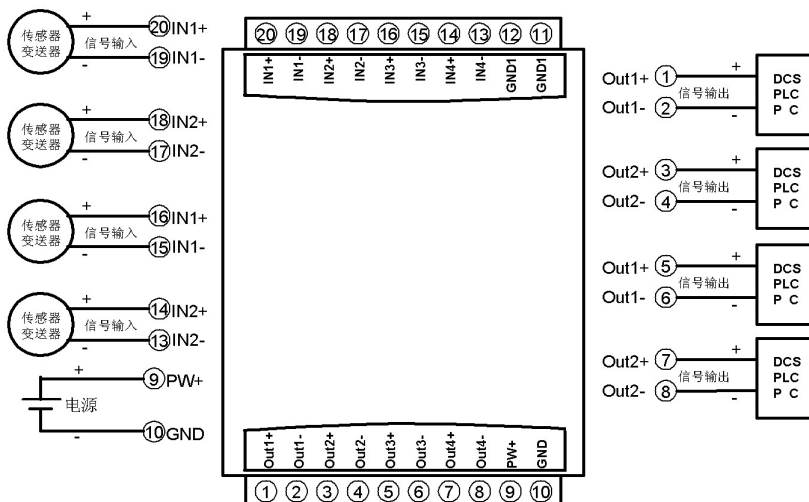 传感器
变送器
+
信号输入
-
⑳IN1+
⑲IN1-
传感器
变送器
+
信号输入
-
⑱IN2+
⑰IN2-
传感器
变送器
+
信号输入
-
⑯IN1+
⑮IN1-
传感器
变送器
+
信号输入
-
⑭IN2+
⑬IN2-
+
电源
-
⑨PW+
⑩GND
⑳ ⑲ ⑱ ⑰ ⑯ ⑮ ⑭ ⑬ ⑫ ⑪
IN1+ IN1- IN2+ IN2- IN3+ IN3- IN4+ IN4- GND1 GND1
Out1+ Out1- Out2+ Out2- Out3+ Out3- Out4+ Out4- PW+ GND
① ② ③ ④ ⑤ ⑥ ⑦ ⑧ ⑨ ⑩
Out1+ ①
Out1- ②
+
信号输出
-
DCS
PLC
P C
Out2+ ③
Out2- ④
+
信号输出
-
DCS
PLC
P C
Out1+ ⑤
Out1- ⑥
+
信号输出
-
DCS
PLC
P C
Out2+ ⑦
Out2- ⑧
+
信号输出
-
DCS
PLC
P C